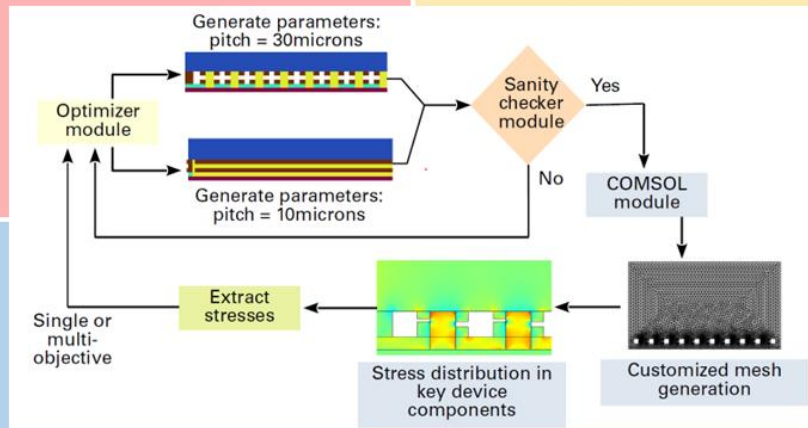 Generate parameters:
pitch = 30microns
Optimizer
module
Sanity
checker
module
Yes
Generate parameters:
pitch = 10microns
No
COMSOL
module
Extract
stresses
Single or
multi-
objective
Stress distribution in
key device
components
Customized mesh
generation